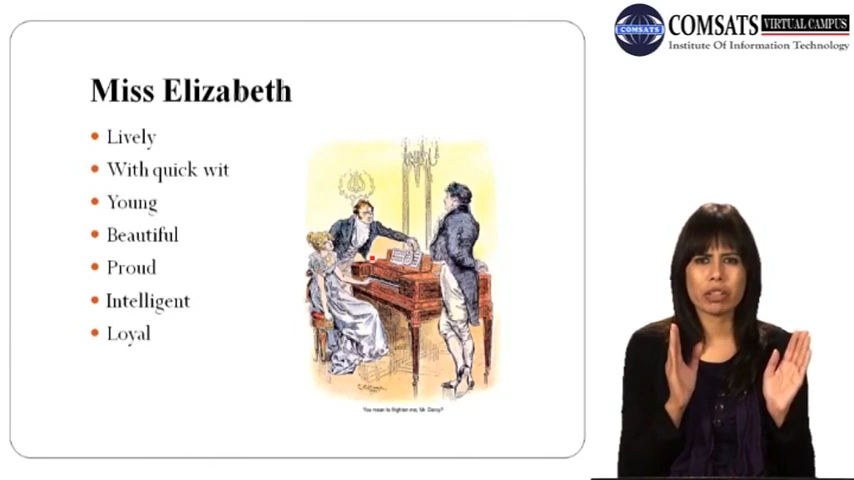 COMSATS VIRTUAL CAMPUS
COMSATS
Institute Of Information Technology
Miss Elizabeth
Lively
With quick wit
Young
Beautiful
Proud
Intelligent
Loyal
You mean to frighten me, Mr. Darcy?